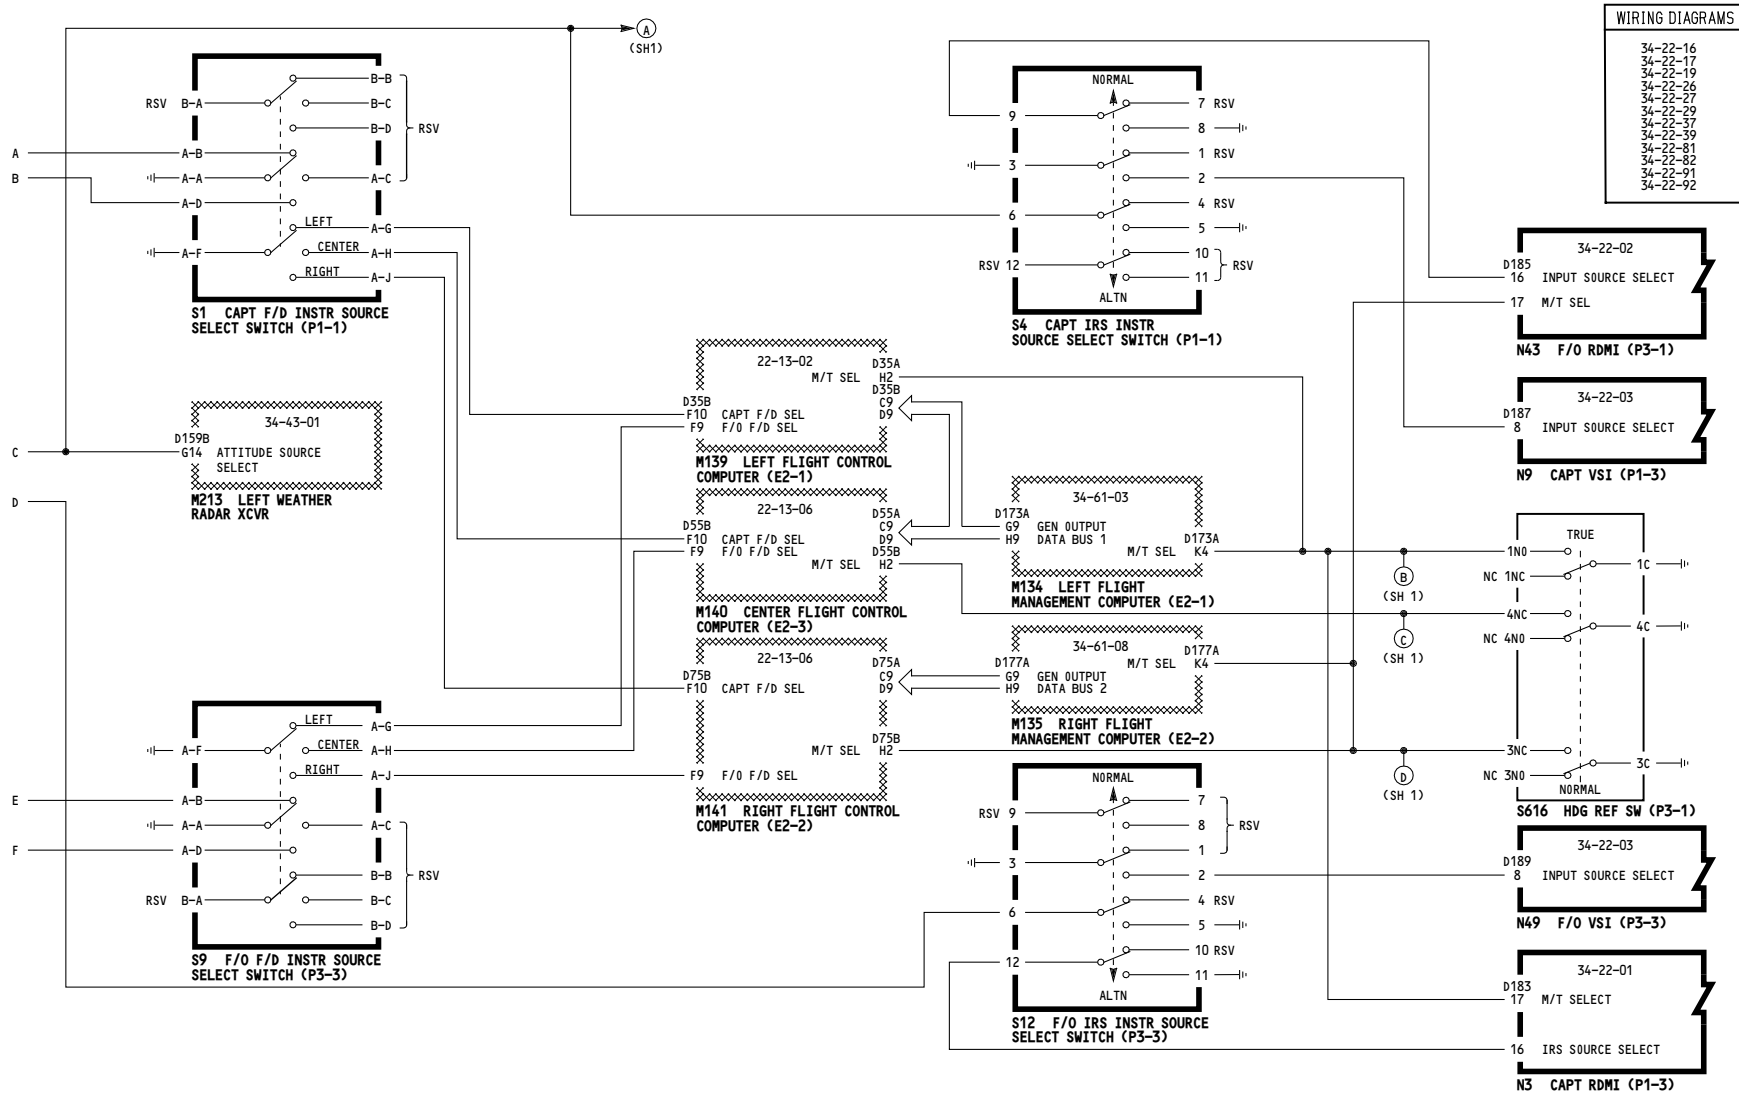 WIRING DIAGRAMS
34-22-16
34-22-17
34-22-19
34-22-26
34-22-27
34-22-29
34-22-37
34-22-39
34-22-81
34-22-82
34-22-91
34-22-92
A
(SH1)
A
B
C
D
E
F
RSV B-A
A-B
A-A
A-D
A-F
B-B
B-C
B-D
RSV
A-C
LEFT A-G
CENTER A-H
RIGHT A-J
S1 CAPT F/D INSTR SOURCE
SELECT SWITCH (P1-1)
34-43-01
D159B
G14 ATTITUDE SOURCE
SELECT
M213 LEFT WEATHER
RADAR XCVR
LEFT A-G
A-F
CENTER A-H
RIGHT A-J
A-B
A-A
A-C
A-D
B-B
RSV
RSV B-A
B-C
B-D
S9 F/O F/D INSTR SOURCE
SELECT SWITCH (P3-3)
22-13-02
D35A
M/T SEL H2
D35B
C9
D9
D35B
F10 CAPT F/D SEL
F9 F/O F/D SEL
M139 LEFT FLIGHT CONTROL
COMPUTER (E2-1)
22-13-06
D55A
C9
D9
D55B
F10 CAPT F/D SEL
F9 F/O F/D SEL
D55B
M/T SEL H2
M140 CENTER FLIGHT CONTROL
COMPUTER (E2-3)
22-13-06
D75A
C9
D9
D75B
F10 CAPT F/D SEL
D75B
M/T SEL H2
F9 F/O F/D SEL
M141 RIGHT FLIGHT CONTROL
COMPUTER (E2-2)
NORMAL
9
7 RSV
8
3
1 RSV
2
6
4 RSV
5
RSV 12
10
11
RSV
ALTN
S4 CAPT IRS INSTR
SOURCE SELECT SWITCH (P1-1)
34-61-03
D173A
G9 GEN OUTPUT
H9 DATA BUS 1
D173A
M/T SEL K4
M134 LEFT FLIGHT
MANAGEMENT COMPUTER (E2-1)
34-61-08
D177A
M/T SEL K4
D177A
G9 GEN OUTPUT
H9 DATA BUS 2
M135 RIGHT FLIGHT
MANAGEMENT COMPUTER (E2-2)
NORMAL
RSV 9
7
8
RSV
1
3
2
6
4 RSV
5
12
10 RSV
11
ALTN
S12 F/O IRS INSTR SOURCE
SELECT SWITCH (P3-3)
B
(SH 1)
C
(SH 1)
D
(SH 1)
34-22-02
D185
16 INPUT SOURCE SELECT
17 M/T SEL
N43 F/O RDMI (P3-1)
34-22-03
D187
8 INPUT SOURCE SELECT
N9 CAPT VSI (P1-3)
TRUE
1NO
1C
NC 1NC
4NC
4C
NC 4NO
3NC
3C
NC 3NO
NORMAL
S616 HDG REF SW (P3-1)
34-22-03
D189
8 INPUT SOURCE SELECT
N49 F/O VSI (P3-3)
34-22-01
D183
17 M/T SELECT
16 IRS SOURCE SELECT
N3 CAPT RDMI (P1-3)